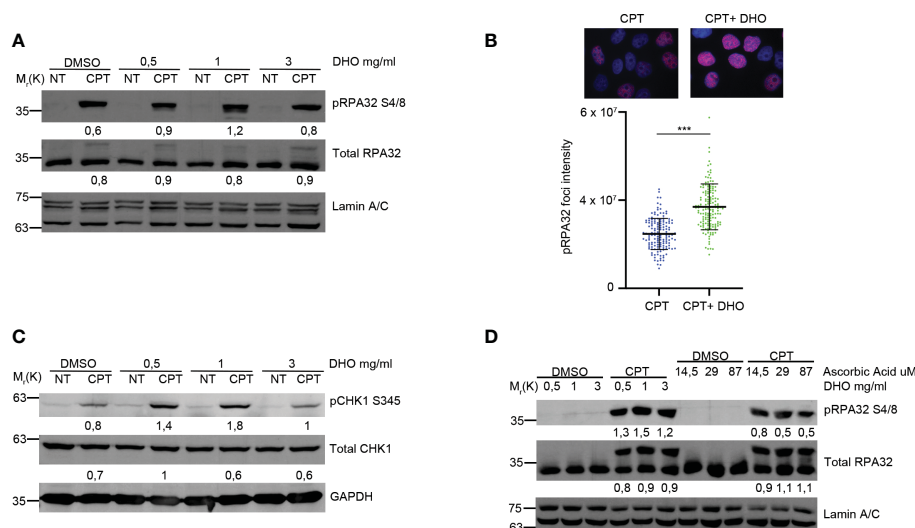 A
DMSO 0,5 1 3 DHO mg/ml
Mr(K) NT CPT NT CPT NT CPT NT CPT
35 pRPA32 S4/8
0,6 0,9 1,2 0,8
35 Total RPA32
0,8 0,9 0,8 0,9
75 Lamin A/C
63
B
CPT CPT+ DHO
6 x 10⁷
***
4 x 10⁷
0
pRPA32 foci intensity
CPT CPT+ DHO
C
DMSO 0,5 1 3 DHO mg/ml
Mr(K) NT CPT NT CPT NT CPT NT CPT
63 pCHK1 S345
0,8 1,4 1,8 1
63 Total CHK1
0,7 1 0,6 0,6
35 GAPDH
D
DMSO CPT DMSO CPT
14,5 29 87 14,5 29 87 Ascorbic Acid uM
Mr(K) 0,5 1 3 0,5 1 3 DHO mg/ml
35 pRPA32 S4/8
1,3 1,5 1,2 0,8 0,5 0,5
35 Total RPA32
0,8 0,9 0,9 0,9 1,1 1,1
75 Lamin A/C
63